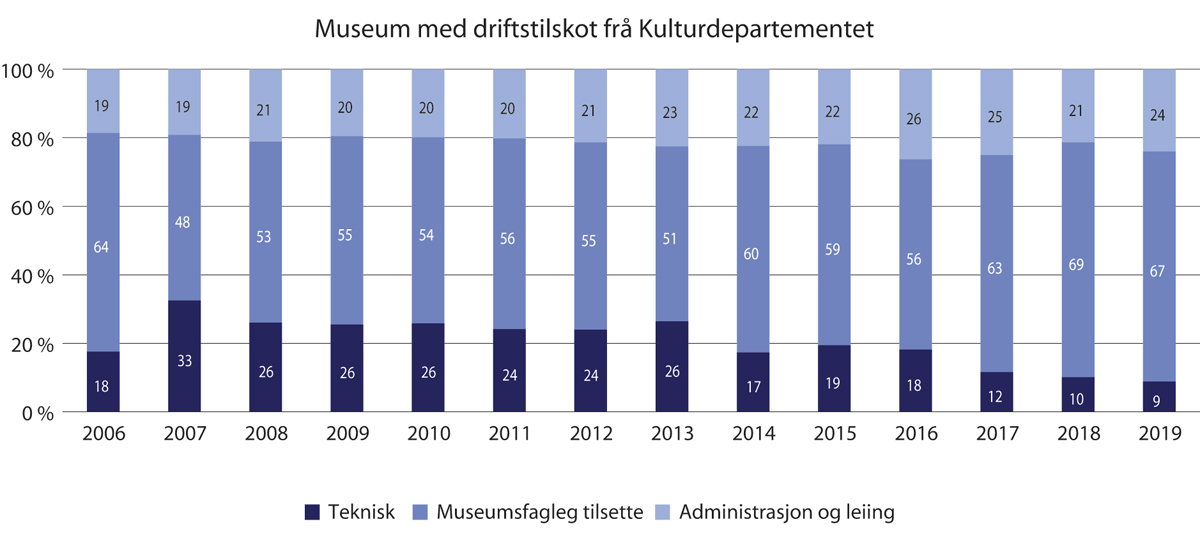 Museum med driftstilskot frå Kulturdepartementet
100 %
80 %
60 %
40 %
20 %
0 %
19 19 21 20 20 20 21 23 22 22 26 25 21 24
64 48 53 55 54 56 55 51 60 59 56 63 69 67
18 33 26 26 26 24 24 26 17 19 18 12 10 9
2006 2007 2008 2009 2010 2011 2012 2013 2014 2015 2016 2017 2018 2019
Teknisk Museumsfagleg tilsette Administrasjon og leiing